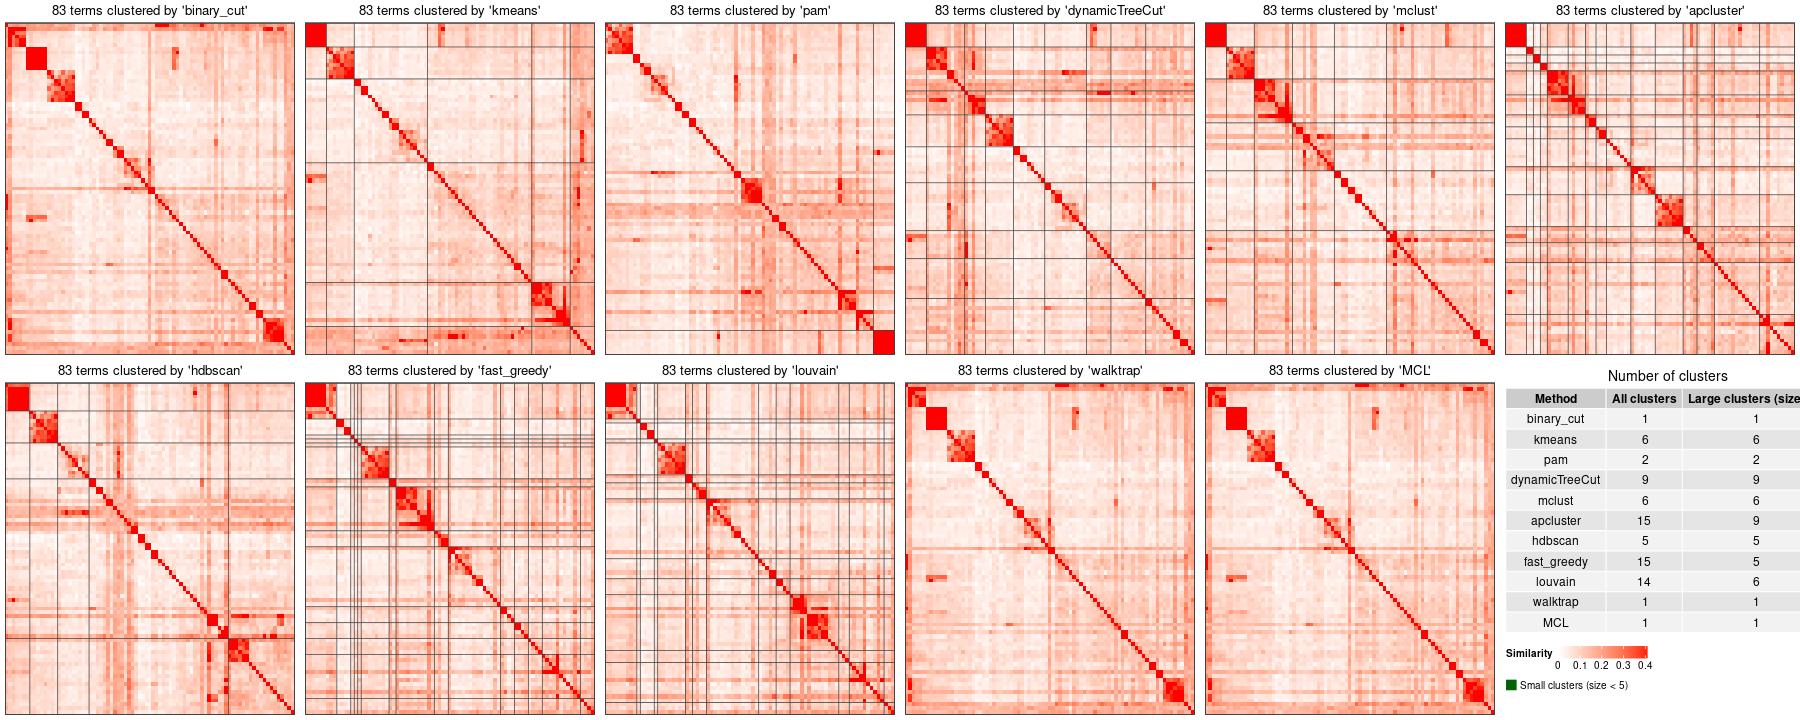 83 terms clustered by 'binary_cut'
83 terms clustered by 'kmeans'
83 terms clustered by 'pam'
83 terms clustered by 'dynamicTreeCut'
83 terms clustered by 'mclust'
83 terms clustered by 'apcluster'
83 terms clustered by 'hdbscan'
83 terms clustered by 'fast_greedy'
83 terms clustered by 'louvain'
83 terms clustered by 'walktrap'
83 terms clustered by 'MCL'
Number of clusters
Method All clusters Large clusters (size
binary_cut 1 1
kmeans 6 6
pam 2 2
dynamicTreeCut 9 9
mclust 6 6
apcluster 15 9
hdbscan 5 5
fast_greedy 15 5
louvain 14 6
walktrap 1 1
MCL 1 1
Similarity
0 0.1 0.2 0.3 0.4
Small clusters (size < 5)